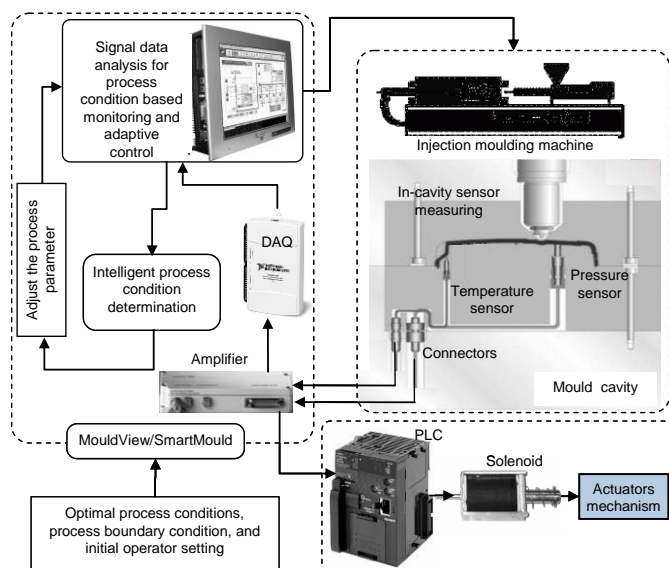 Signal data
analysis for
process
condition based
monitoring and
adaptive
control
Injection moulding machine
In-cavity sensor
measuring
Adjust the process
parameter
DAQ
Intelligent process
condition
determination
Temperature
sensor
Pressure
sensor
Amplifier
Connectors
Mould cavity
MouldView/SmartMould
PLC
Solenoid
Actuators
mechanism
Optimal process conditions,
process boundary condition, and
initial operator setting